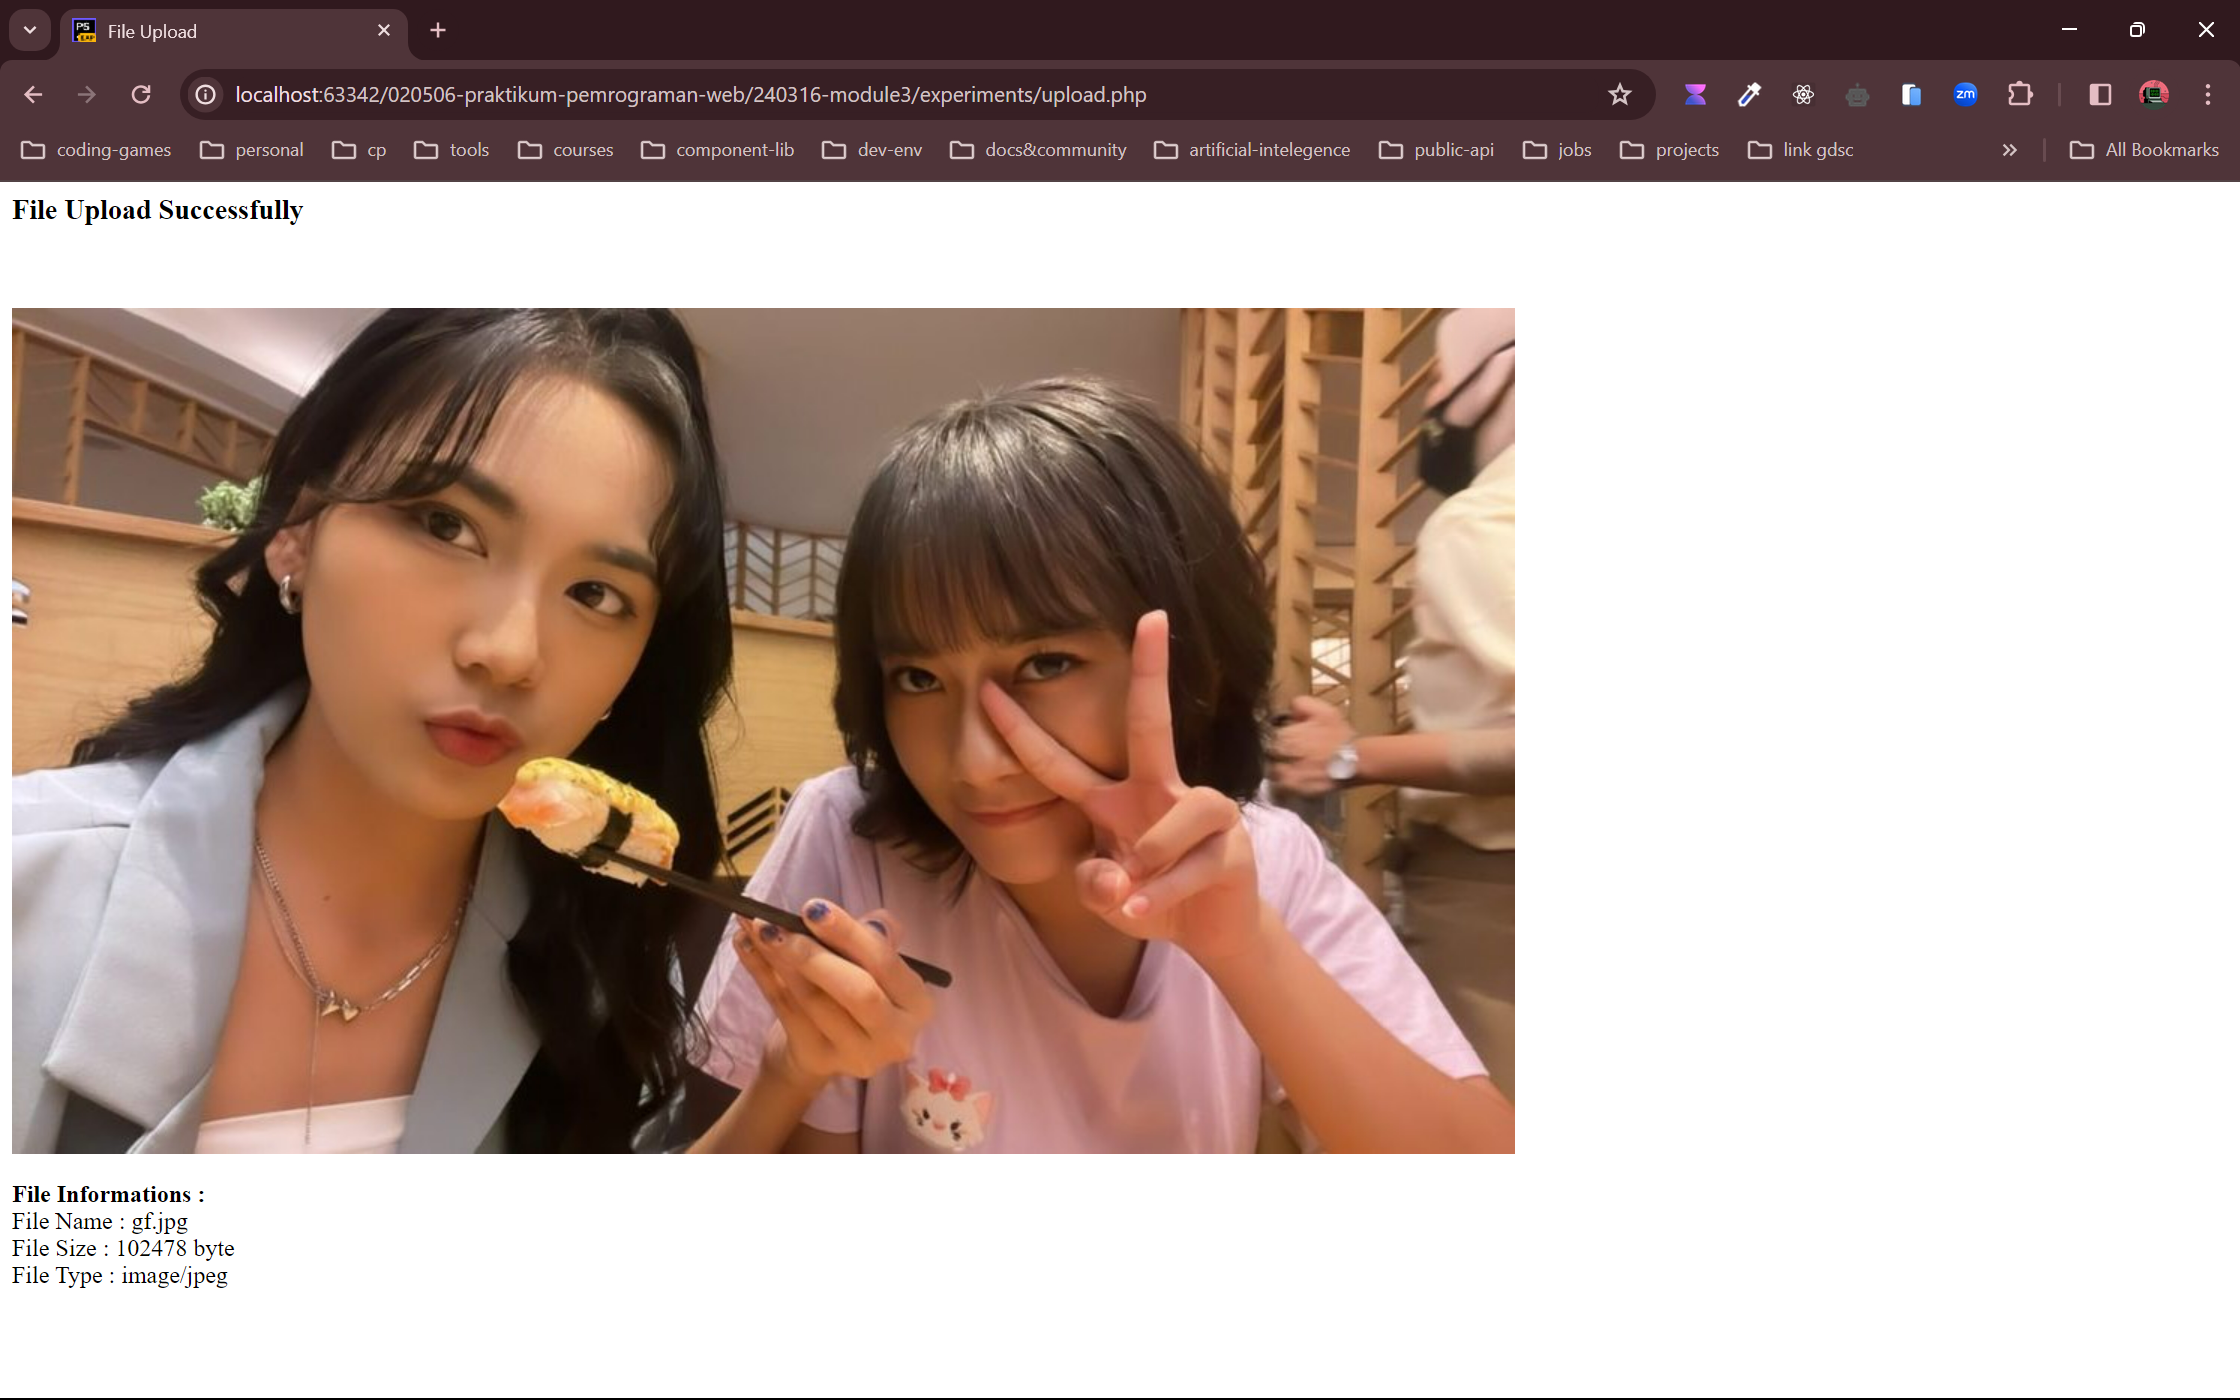 File Upload
localhost:63342/020506-praktikum-pemrograman-web/240316-module3/experiments/upload.php
zm
coding-games personal cp tools courses component-lib dev-env docs&community artificial-intelegence public-api jobs projects link gdsc All Bookmarks
File Upload Successfully
File Informations :
File Name : gf.jpg
File Size : 102478 byte
File Type : image/jpeg